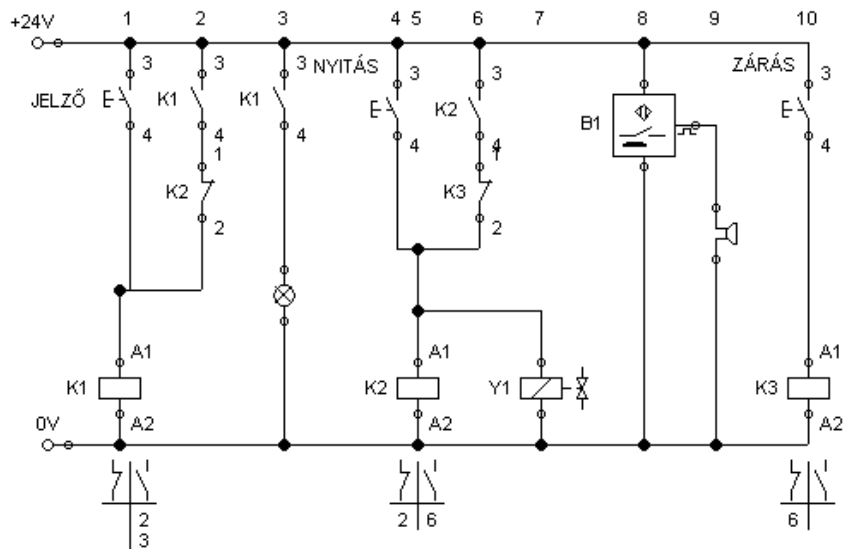 1 2 3 4 5 6 7 8 9 10
+24V
3 3 3 NYITÁS 3 3 ZÁRÁS 3
JELZŐ K1 K1 K2 B1
4 4 4 4 4 4
1 1
K2 K3
2 2
A1 A1 A1
K1 K2 Y1 K3
0V A2 A2 A2
2 2 6 6
3